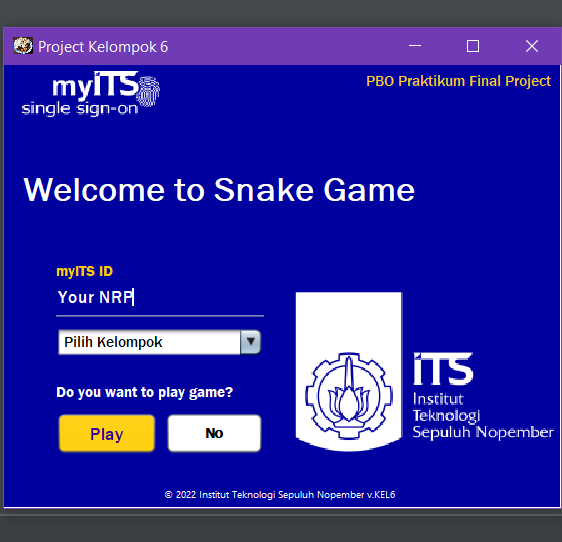 Project Kelompok 6
myITS
single sign-on
PBO Praktikum Final Project
Welcome to Snake Game
myITS ID
Your NRP
Pilih Kelompok
Do you want to play game?
Play
No
iTS
Institut
Teknologi
Sepuluh Nopember
© 2022 Institut Teknologi Sepuluh Nopember v.KEL6